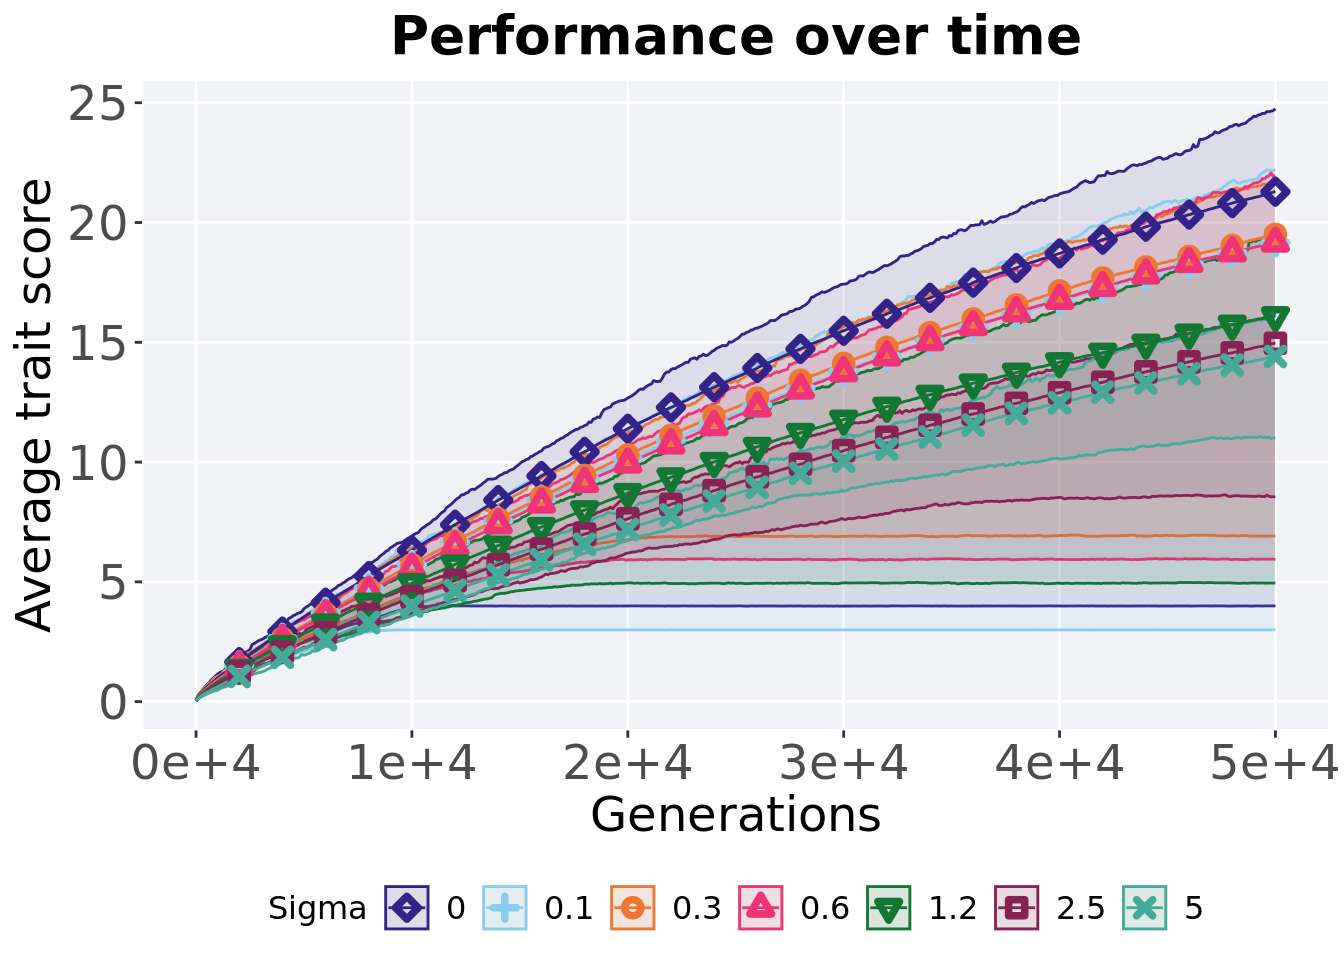 Performance over time
Average trait score
25
20
15
10
5
0
0e+4 1e+4 2e+4 3e+4 4e+4 5e+4
Generations
Sigma 0 0.1 0.3 0.6 1.2 2.5 5